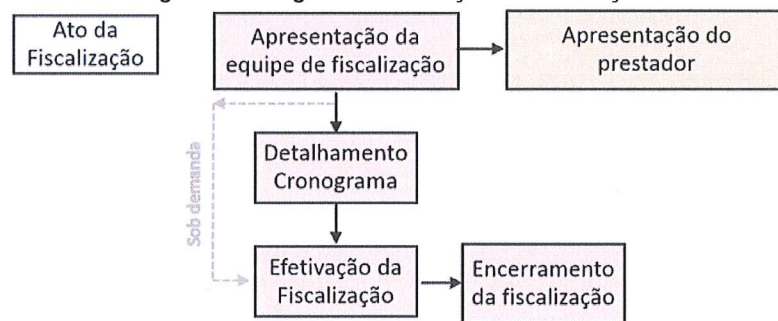 Ato da
Fiscalização
Apresentação da
equipe de fiscalização
Apresentação do
prestador
Detalhamento
Cronograma
Sob demanda
Efetivação da
Fiscalização
Encerramento
da fiscalização